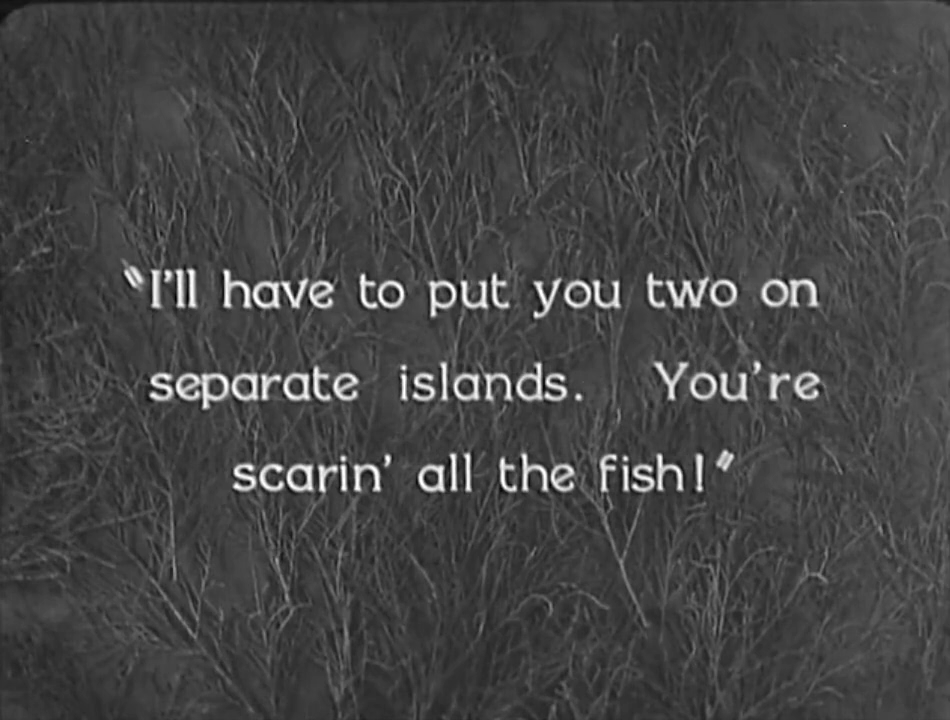 "I'll have to put you two on
separate islands. You're
scarin' all the fish!"